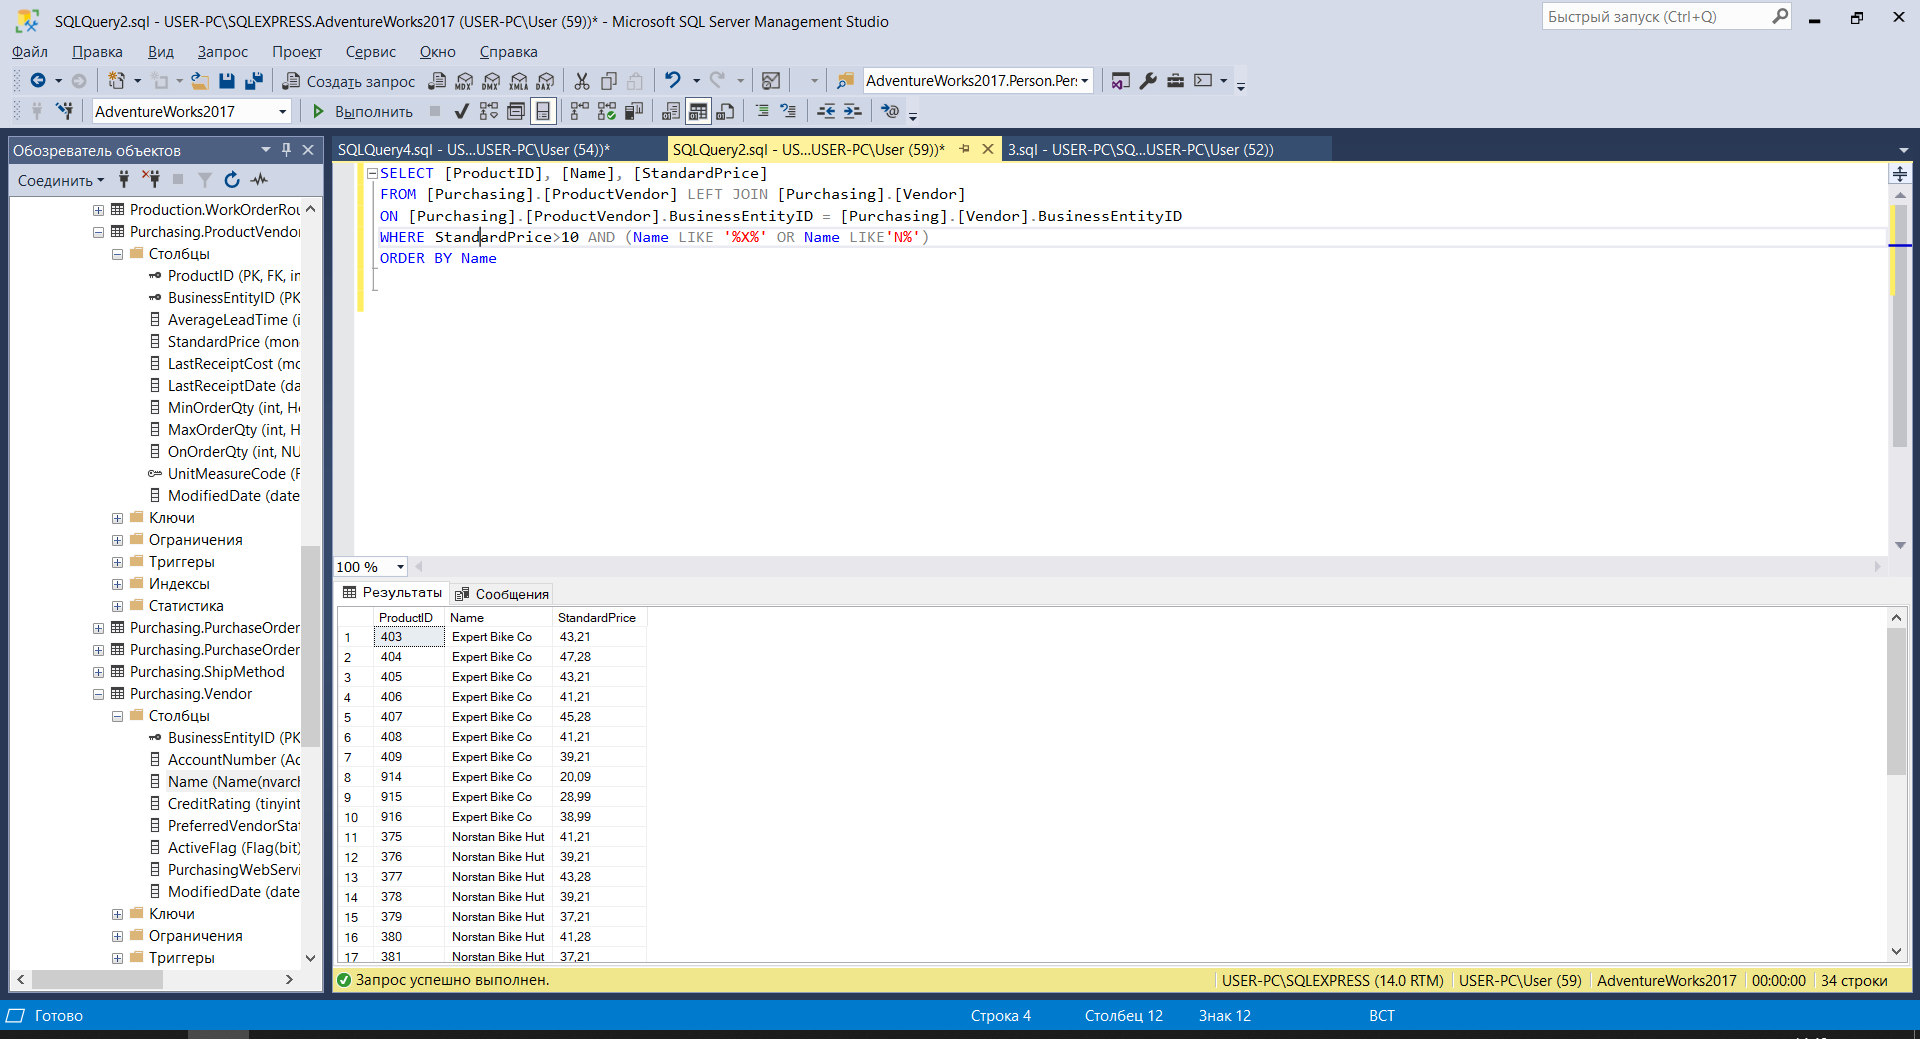 SQLQuery2.sql - USER-PC\SQLEXPRESS.AdventureWorks2017 (USER-PC\User (59))* - Microsoft SQL Server Management Studio
Быстрый запуск (Ctrl+Q)
Файл Правка Вид Запрос Проект Сервис Окно Справка
Создать запрос MDX DMX XMLA DAX AdventureWorks2017.Person.Per:
AdventureWorks2017 Выполнить
Обозреватель объектов
Соединить
Production.WorkOrderRou
Purchasing.ProductVendor
Столбцы
ProductID (PK, FK, in
BusinessEntityID (PK
AverageLeadTime (i
StandardPrice (mon
LastReceiptCost (mc
LastReceiptDate (da
MinOrderQty (int, Не
MaxOrderQty (int, Н
OnOrderQty (int, NU
UnitMeasureCode (F
ModifiedDate (date
Ключи
Ограничения
Триггеры
Индексы
Статистика
Purchasing.PurchaseOrder
Purchasing.PurchaseOrder
Purchasing.ShipMethod
Purchasing.Vendor
Столбцы
BusinessEntityID (PK
AccountNumber (Ac
Name (Name(nvarch
CreditRating (tinyint
PreferredVendorStat
ActiveFlag (Flag(bit)
PurchasingWebServi
ModifiedDate (date
Ключи
Ограничения
Триггеры
SQLQuery4.sql - US...USER-PC\User (54))* SQLQuery2.sql - US...USER-PC\User (59))* 3.sql - USER-PC\SQ...USER-PC\User (52))
SELECT [ProductID], [Name], [StandardPrice]
FROM [Purchasing].[ProductVendor] LEFT JOIN [Purchasing].[Vendor]
ON [Purchasing].[ProductVendor].BusinessEntityID = [Purchasing].[Vendor].BusinessEntityID
WHERE StandardPrice>10 AND (Name LIKE '%X%' OR Name LIKE'N%')
ORDER BY Name
100 %
Результаты Сообщения
ProductID Name StandardPrice
1 403 Expert Bike Co 43,21
2 404 Expert Bike Co 47,28
3 405 Expert Bike Co 43,21
4 406 Expert Bike Co 41,21
5 407 Expert Bike Co 45,28
6 408 Expert Bike Co 41,21
7 409 Expert Bike Co 39,21
8 914 Expert Bike Co 20,09
9 915 Expert Bike Co 28,99
10 916 Expert Bike Co 38,99
11 375 Norstan Bike Hut 41,21
12 376 Norstan Bike Hut 39,21
13 377 Norstan Bike Hut 43,28
14 378 Norstan Bike Hut 39,21
15 379 Norstan Bike Hut 37,21
16 380 Norstan Bike Hut 41,28
17 381 Norstan Bike Hut 37,21
Запрос успешно выполнен. USER-PC\SQLEXPRESS (14.0 RTM) USER-PC\User (59) AdventureWorks2017 00:00:00 34 строки
Готово Строка 4 Столбец 12 Знак 12 ВСТ